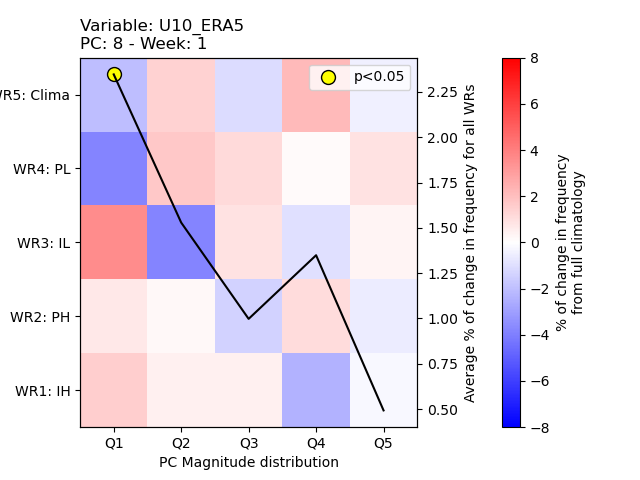 Variable: U10_ERA5
PC: 8 - Week: 1
p<0.05
WR5: Clima
WR4: PL
WR3: IL
WR2: PH
WR1: IH
Q1 Q2 Q3 Q4 Q5
PC Magnitude distribution
2.25
2.00
1.75
1.50
1.25
1.00
0.75
0.50
Average % of change in frequency for all WRs
8
6
4
2
0
−2
−4
−6
−8
% of change in frequency
from full climatology